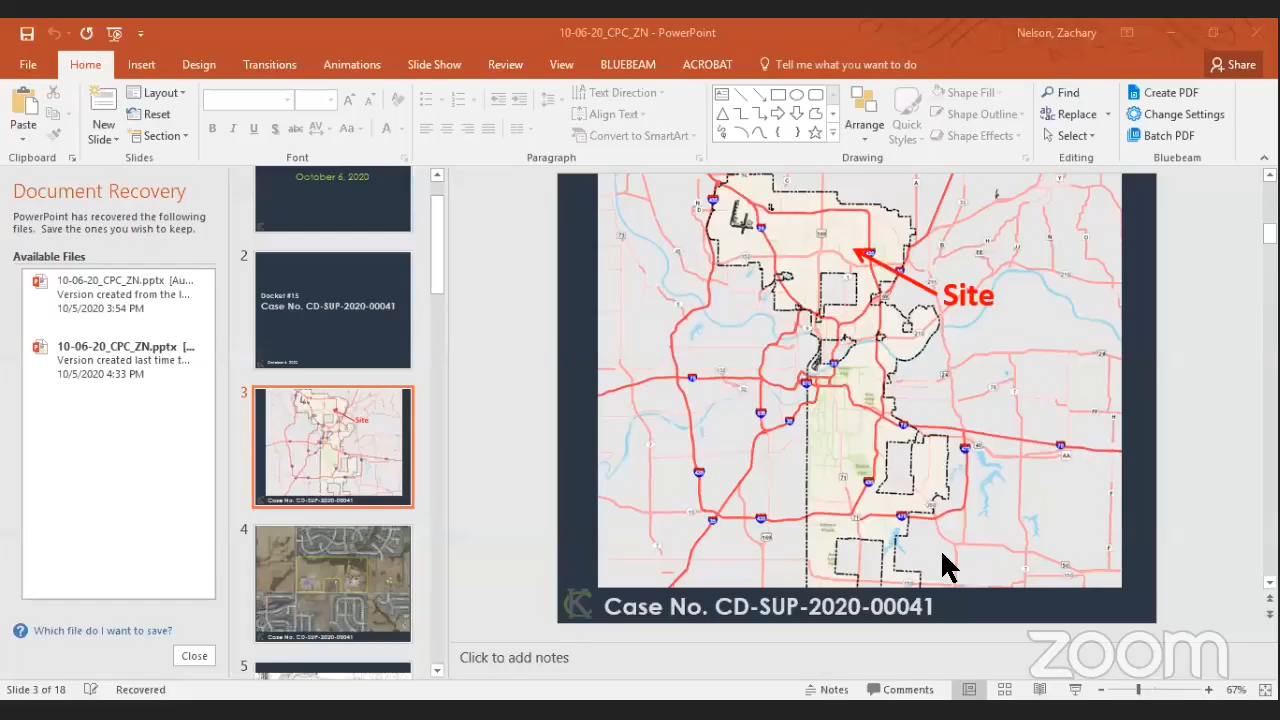 10-06-20_CPC_ZN - PowerPoint
Nelson, Zachary
File Home Insert Design Transitions Animations Slide Show Review View BLUEBEAM ACROBAT Tell me what you want to do Share
Paste
Clipboard
New Slide
Layout
Reset
Section
Slides
Font
Text Direction
Align Text
Convert to SmartArt
Paragraph
Arrange
Quick Styles
Shape Fill
Shape Outline
Shape Effects
Drawing
Find
Replace
Select
Editing
Create PDF
Change Settings
Batch PDF
Bluebeam
Document Recovery
PowerPoint has recovered the following
files. Save the ones you wish to keep.
Available Files
10-06-20_CPC_ZN.pptx [Au...
Version created from the l...
10/5/2020 3:54 PM
10-06-20_CPC_ZN.pptx [...
Version created last time t...
10/5/2020 4:33 PM
Which file do I want to save?
Close
October 6, 2020
2
Docket #15
Case No. CD-SUP-2020-00041
October 6, 2020
3
Site
Case No. CD-SUP-2020-00041
4
Case No. CD-SUP-2020-00041
5
Site
Case No. CD-SUP-2020-00041
Click to add notes
zoom
Slide 3 of 18
Recovered
Notes
Comments
67%